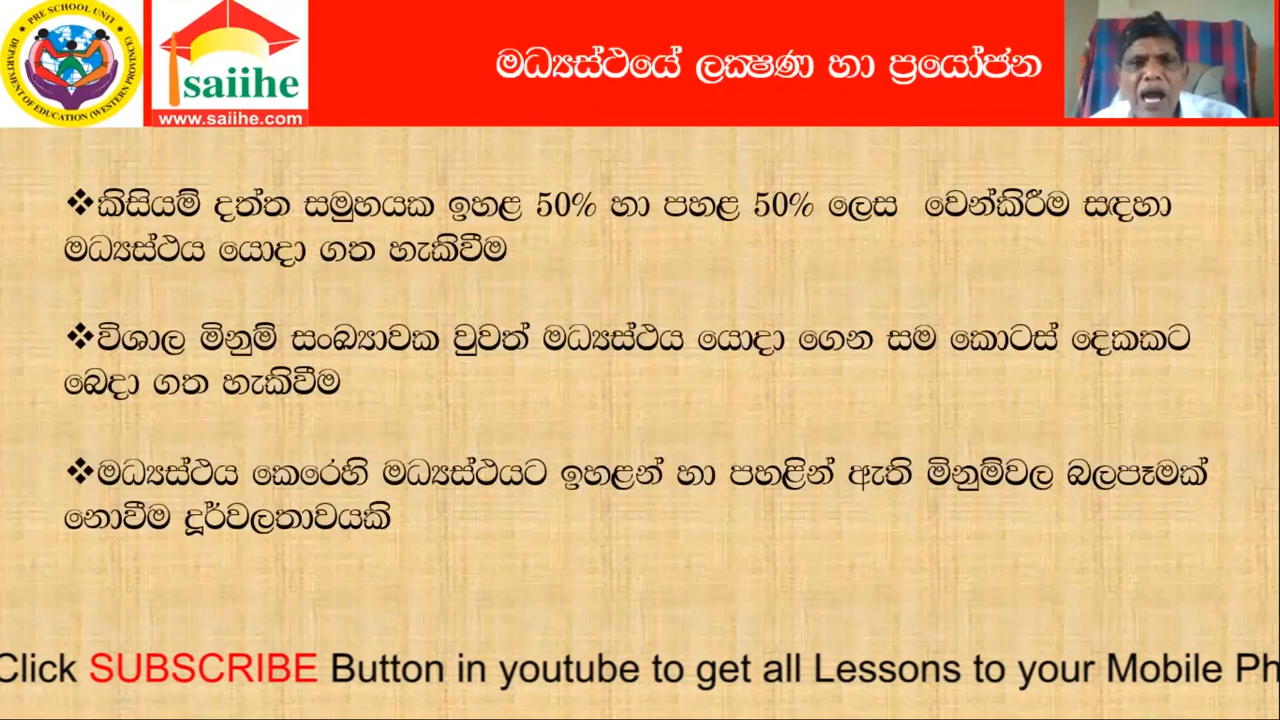 PRE SCHOOL UNIT
DEPARTMENT OF EDUCATION (WESTERN PROVINCE)
saiihe
www.saiihe.com
මධ්‍යස්ථයේ ලක්‍ෂණ හා ප්‍රයෝජන
❖කිසියම් දත්ත සමුහයක ඉහළ 50% හා පහළ 50% ලෙස වෙන්කිරීම සඳහා
මධ්‍යස්ථය යොදා ගත හැකිවීම
❖විශාල මිනුම් සංඛ්‍යාවක වුවත් මධ්‍යස්ථය යොදා ගෙන සම කොටස් දෙකකට
බෙදා ගත හැකිවීම
❖මධ්‍යස්ථය කෙරෙහි මධ්‍යස්ථයට ඉහළන් හා පහළින් ඇති මිනුම්වල බලපෑමක්
නොවීම දූර්වලතාවයකි
Click SUBSCRIBE Button in youtube to get all Lessons to your Mobile Ph